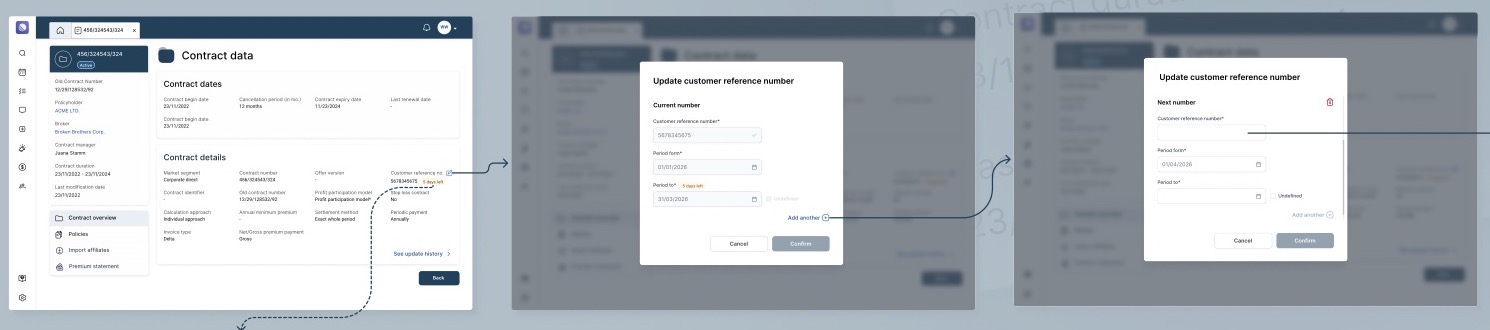 456/324543/324
WW
456/324543/324
Active
Old Contract Number
12/29/128532/92
Policyholder
ACME LTD.
Broker
Broken Brothers Corp.
Contract manager
Juana Stamm
Contract duration
23/11/2022 - 23/11/2024
Last modification date
23/11/2022
Contract overview
Policies
Import affiliates
Premium statement
Contract data
Contract dates
Contract begin date
Cancellation period (in mo.)
Contract expiry date
Last renewal date
23/11/2022
12 months
11/23/2024
-
Contract begin date
23/11/2022
Contract details
Market segment
Contract number
Offer version
Customer reference no.
Corporate direct
456/324543/324
-
5678345675
5 days left
Contract identifier
Old contract number
Profit participation model
Stop loss contract
-
12/29/128532/92
Profit participation model*
No
Calculation approach
Annual minimum premium
Settlement method
Periodic payment
Individual approach
-
Exact whole period
Annually
Invoice type
Net/Gross premium payment
Delta
Gross
See update history
Back
Update customer reference number
Current number
Customer reference number*
5678345675
Period form*
01/01/2026
Period to*
5 days left
31/03/2026
Undefined
Add another
Cancel
Confirm
Contract data
Update customer reference number
Next number
Customer reference number*
Period form*
01/04/2026
Period to*
Undefined
Add another
Cancel
Confirm
Contract data